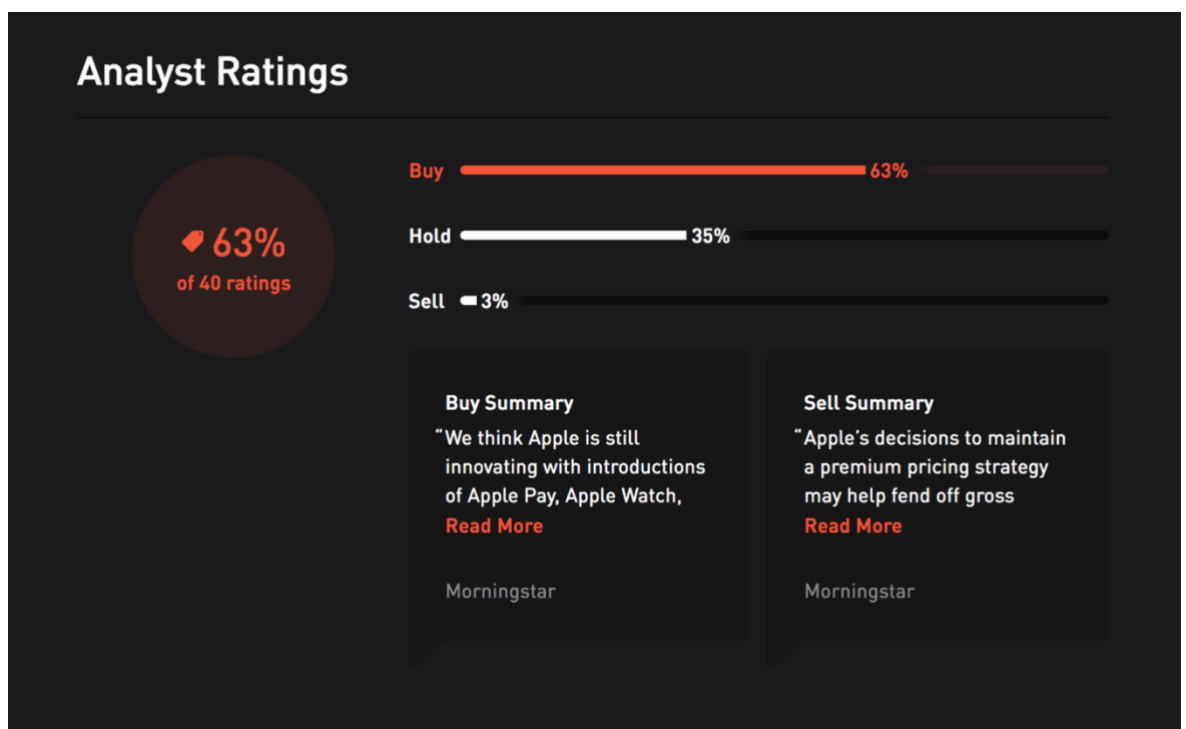 Analyst Ratings
63%
of 40 ratings
Buy 63%
Hold 35%
Sell 3%
Buy Summary
“We think Apple is still
innovating with introductions
of Apple Pay, Apple Watch,
Read More
Morningstar
Sell Summary
“Apple’s decisions to maintain
a premium pricing strategy
may help fend off gross
Read More
Morningstar